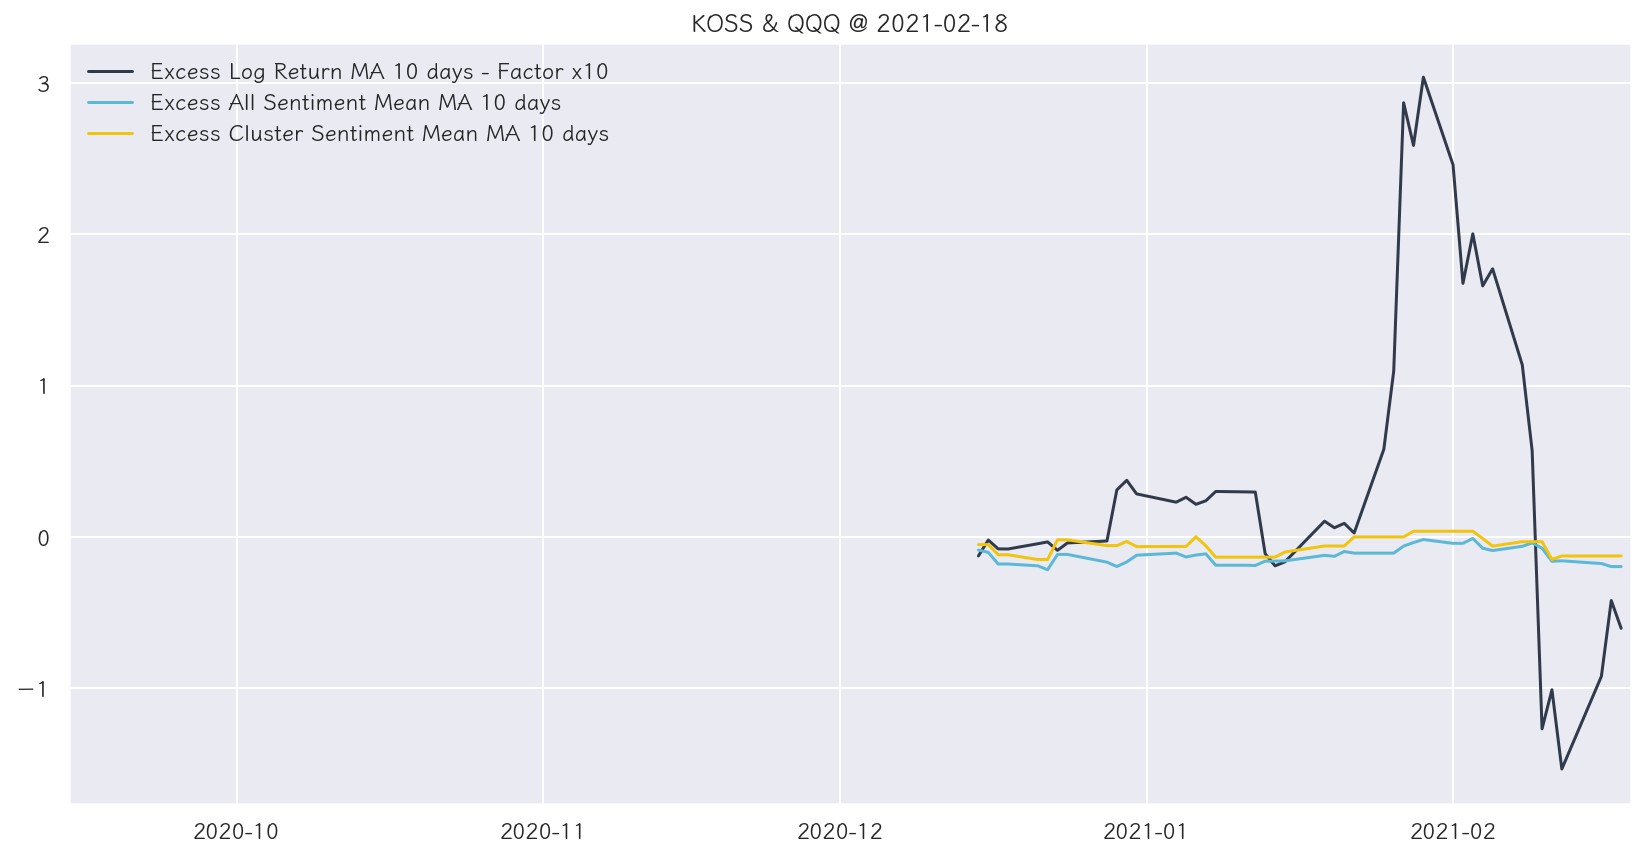 KOSS & QQQ @ 2021-02-18
Excess Log Return MA 10 days - Factor x10
Excess All Sentiment Mean MA 10 days
Excess Cluster Sentiment Mean MA 10 days
3
2
1
0
−1
2020-10 2020-11 2020-12 2021-01 2021-02